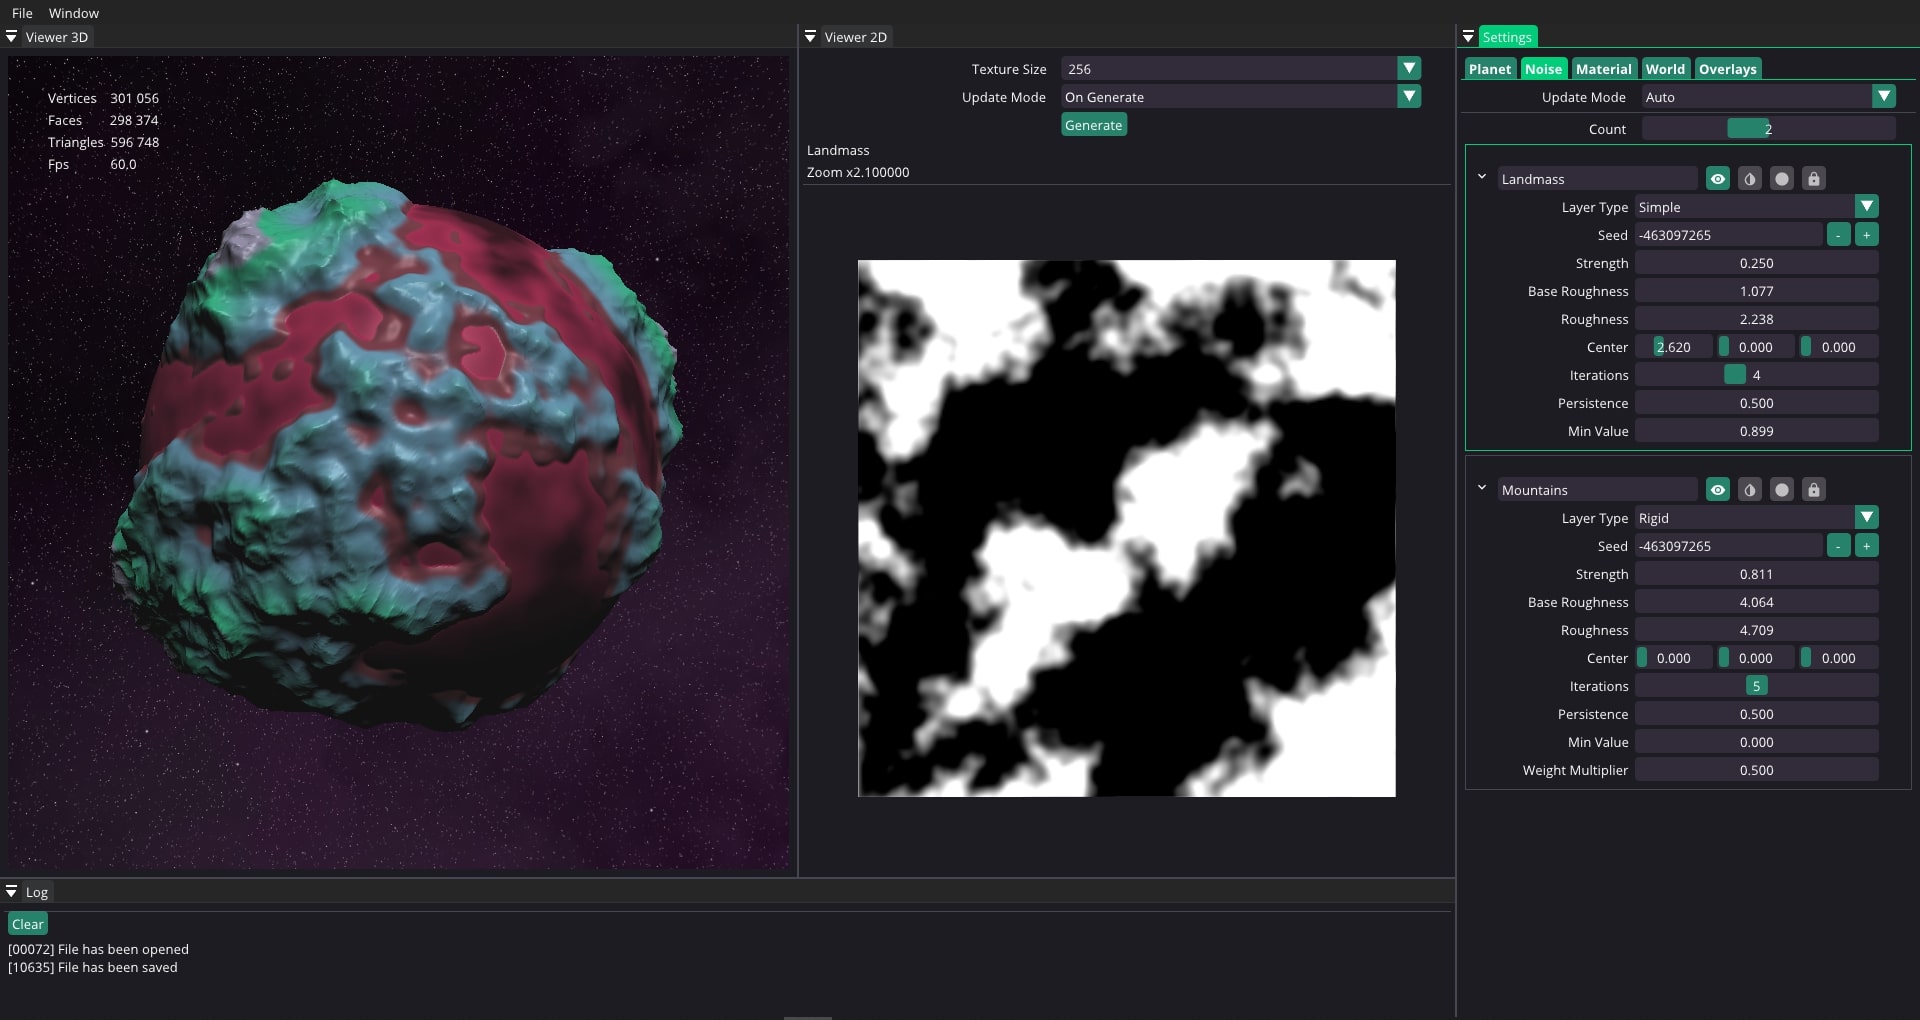 File Window
Viewer 3D
Vertices 301 056
Faces 298 374
Triangles 596 748
Fps 60.0
Viewer 2D
Texture Size 256
Update Mode On Generate
Generate
Landmass
Zoom x2.100000
Settings
Planet Noise Material World Overlays
Update Mode Auto
Count 2
Landmass
Layer Type Simple
Seed -463097265 - +
Strength 0.250
Base Roughness 1.077
Roughness 2.238
Center 2.620 0.000 0.000
Iterations 4
Persistence 0.500
Min Value 0.899
Mountains
Layer Type Rigid
Seed -463097265 - +
Strength 0.811
Base Roughness 4.064
Roughness 4.709
Center 0.000 0.000 0.000
Iterations 5
Persistence 0.500
Min Value 0.000
Weight Multiplier 0.500
Log
Clear
[00072] File has been opened
[10635] File has been saved